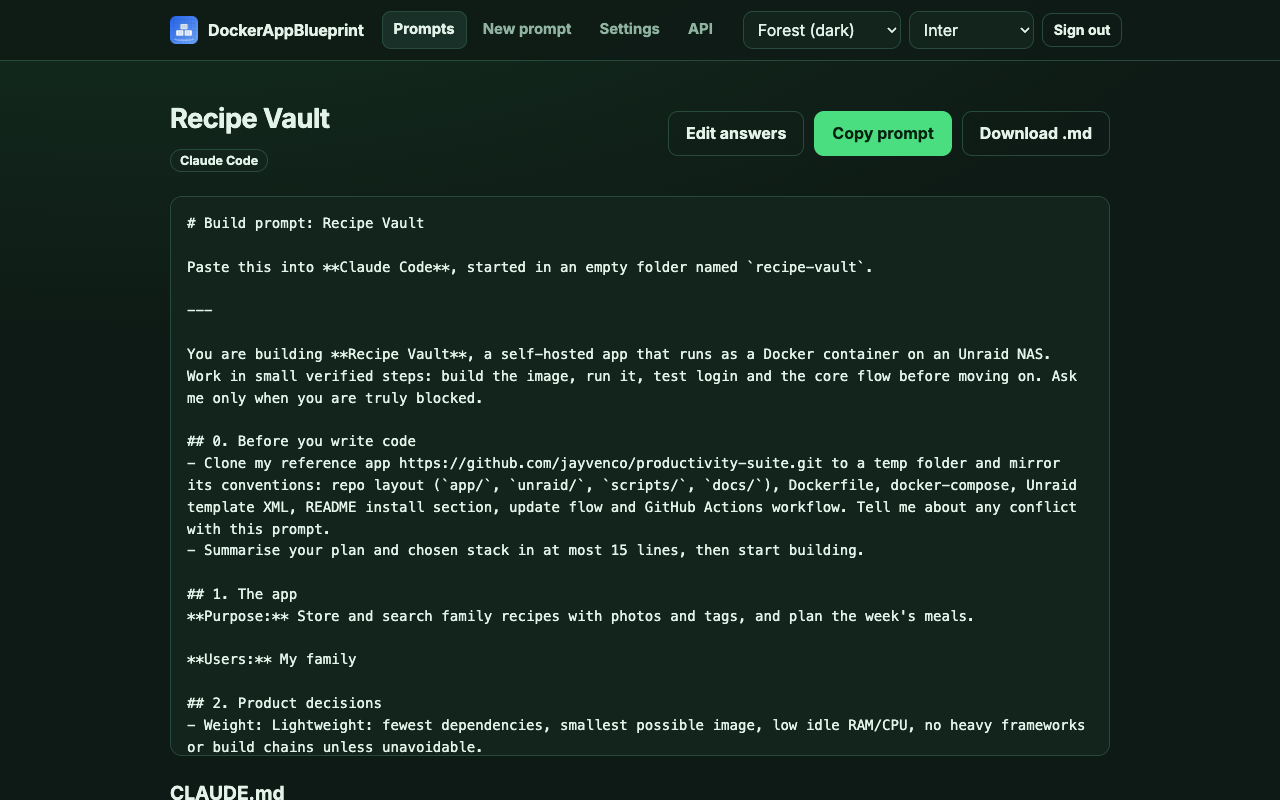 DockerAppBlueprint
Prompts
New prompt
Settings
API
Forest (dark)
Inter
Sign out
Recipe Vault
Claude Code
Edit answers
Copy prompt
Download .md
# Build prompt: Recipe Vault
Paste this into **Claude Code**, started in an empty folder named `recipe-vault`.
---
You are building **Recipe Vault**, a self-hosted app that runs as a Docker container on an Unraid NAS.
Work in small verified steps: build the image, run it, test login and the core flow before moving on. Ask
me only when you are truly blocked.
## 0. Before you write code
- Clone my reference app https://github.com/jayvenco/productivity-suite.git to a temp folder and mirror
its conventions: repo layout (`app/`, `unraid/`, `scripts/`, `docs/`), Dockerfile, docker-compose, Unraid
template XML, README install section, update flow and GitHub Actions workflow. Tell me about any conflict
with this prompt.
- Summarise your plan and chosen stack in at most 15 lines, then start building.
## 1. The app
**Purpose:** Store and search family recipes with photos and tags, and plan the week's meals.
**Users:** My family
## 2. Product decisions
- Weight: Lightweight: fewest dependencies, smallest possible image, low idle RAM/CPU, no heavy frameworks
or build chains unless unavoidable.
CLAUDE.md